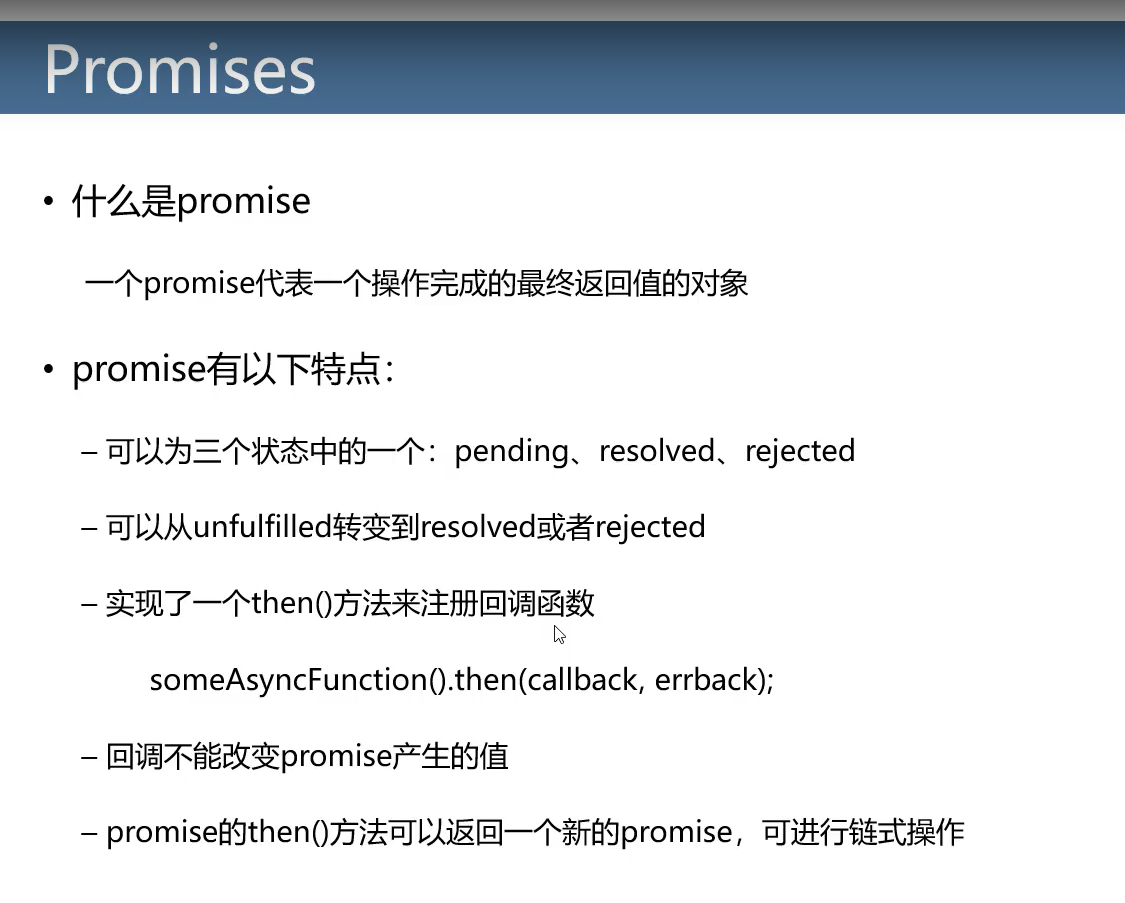 Promises
• 什么是promise
一个promise代表一个操作完成的最终返回值的对象
• promise有以下特点：
– 可以为三个状态中的一个：pending、resolved、rejected
– 可以从unfulfilled转变到resolved或者rejected
– 实现了一个then()方法来注册回调函数
someAsyncFunction().then(callback, errback);
– 回调不能改变promise产生的值
– promise的then()方法可以返回一个新的promise，可进行链式操作